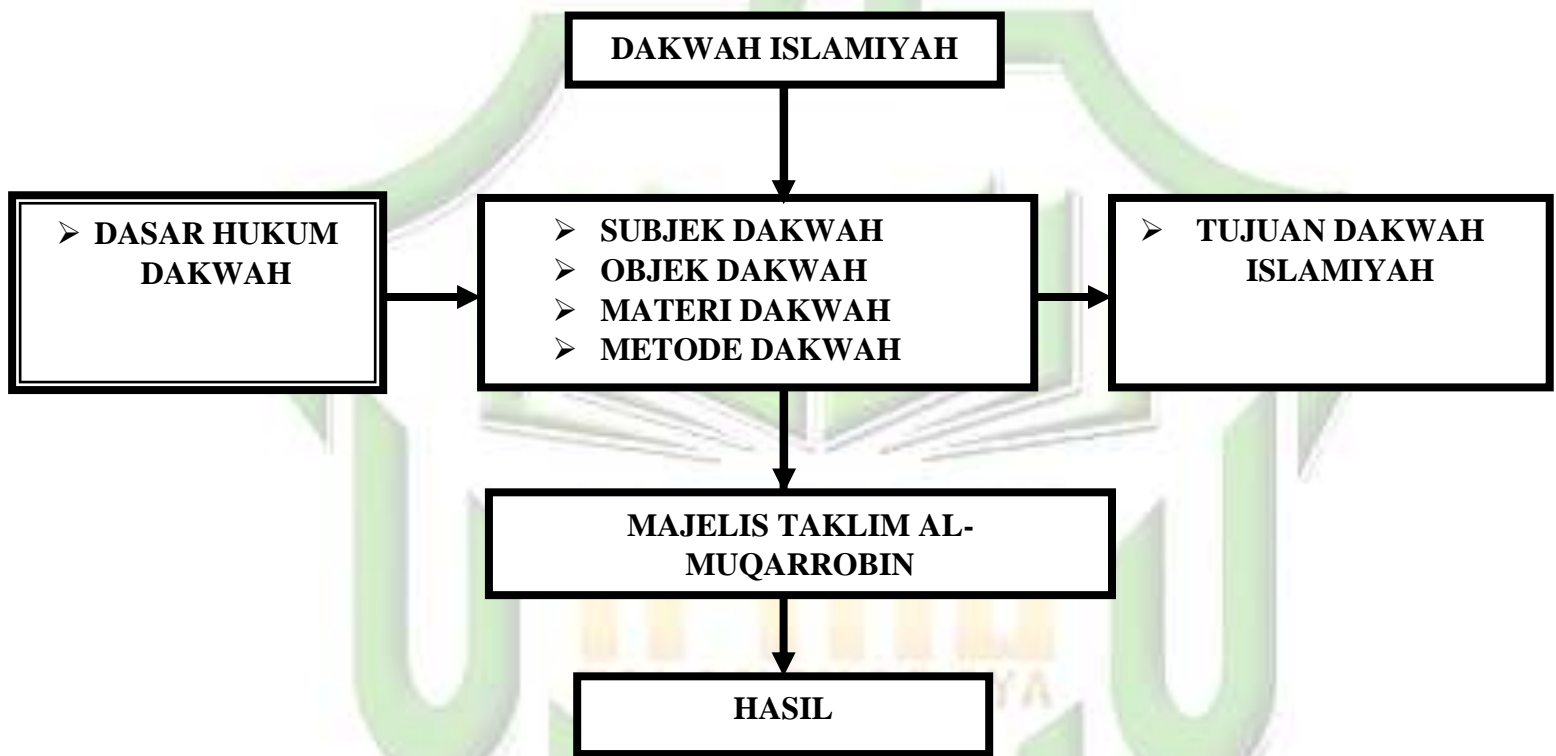 DAKWAH ISLAMIYAH
➢ DASAR HUKUM
DAKWAH
➢ SUBJEK DAKWAH
➢ OBJEK DAKWAH
➢ MATERI DAKWAH
➢ METODE DAKWAH
➢ TUJUAN DAKWAH
ISLAMIYAH
MAJELIS TAKLIM AL-
MUQARROBIN
HASIL